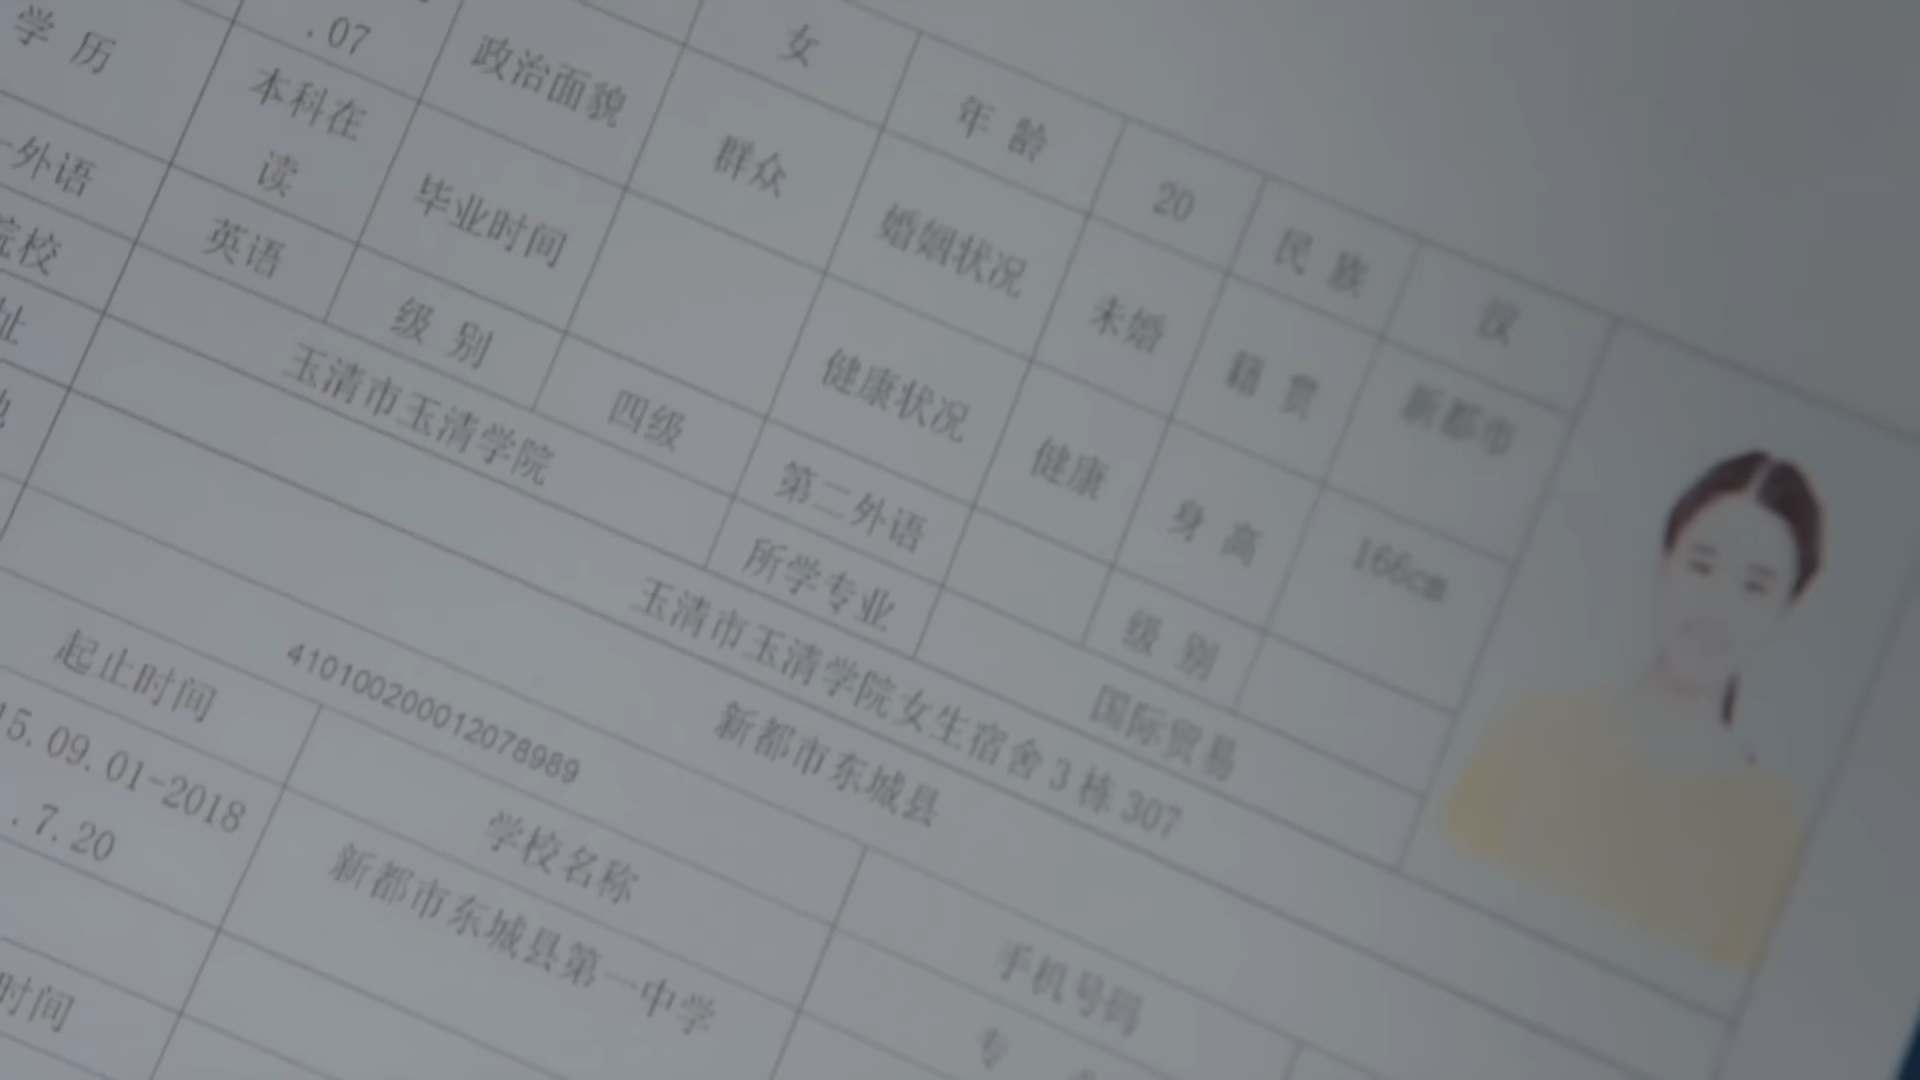 女 年 龄 20 民 族 汉
.07
学 历 本科在
读
政治面貌 群众 婚姻状况 未婚 籍 贯 新都市
外语 英语 毕业时间 健康状况 健康 身 高 166cm
级 别 四级 第二外语 级 别
院校 玉清市玉清学院 所学专业 国际贸易
址 玉清市玉清学院女生宿舍3栋307
地 新都市东城县
410100200012078989
手机号码
起止时间 学校名称 专
15.09.01-2018
.7.20
新都市东城县第一中学
时间